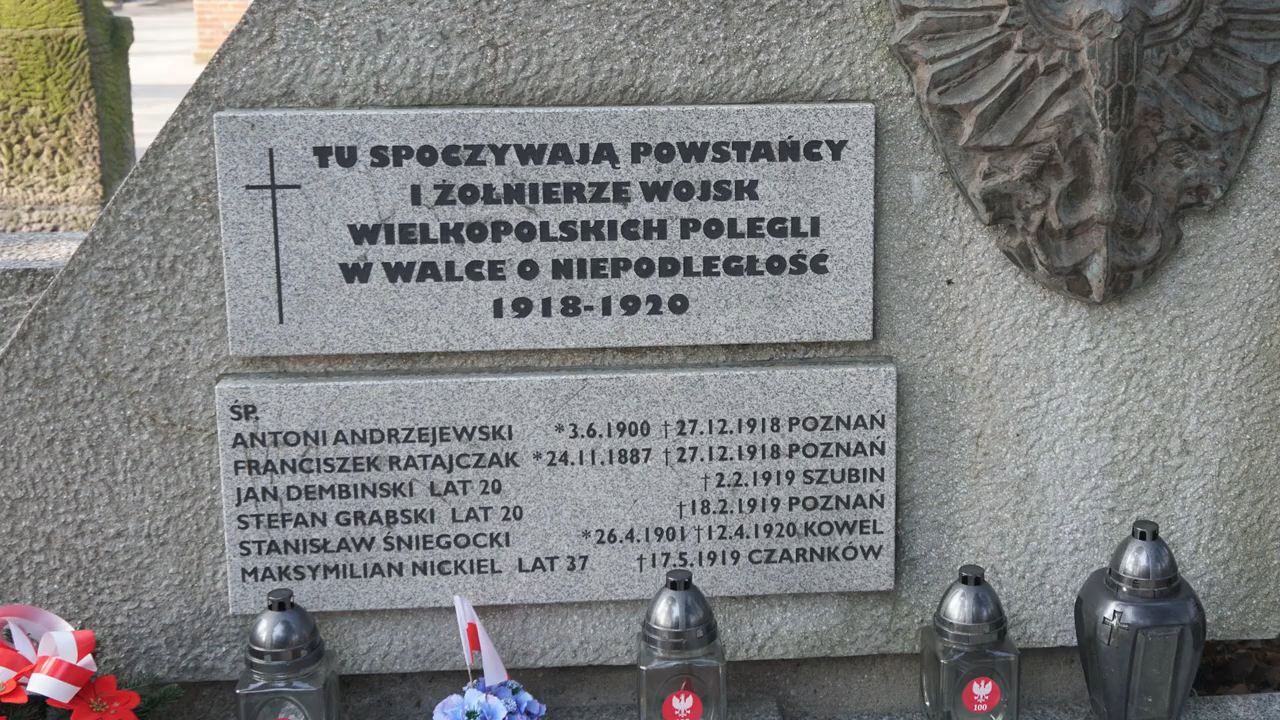 TU SPOCZYWAJĄ POWSTAŃCY
I ŻOŁNIERZE WOJSK
WIELKOPOLSKICH POLEGLI
W WALCE O NIEPODLEGŁOŚĆ
1918-1920
ŚP.
ANTONI ANDRZEJEWSKI *3.6.1900 †27.12.1918 POZNAŃ
FRANCISZEK RATAJCZAK *24.11.1887 †27.12.1918 POZNAŃ
JAN DEMBIŃSKI LAT 20 †2.2.1919 SZUBIN
STEFAN GRABSKI LAT 20 †18.2.1919 POZNAŃ
STANISŁAW ŚNIEGOCKI *26.4.1901 †12.4.1920 KOWEL
MAKSYMILIAN NICKIEL LAT 37 †17.5.1919 CZARNKÓW
100